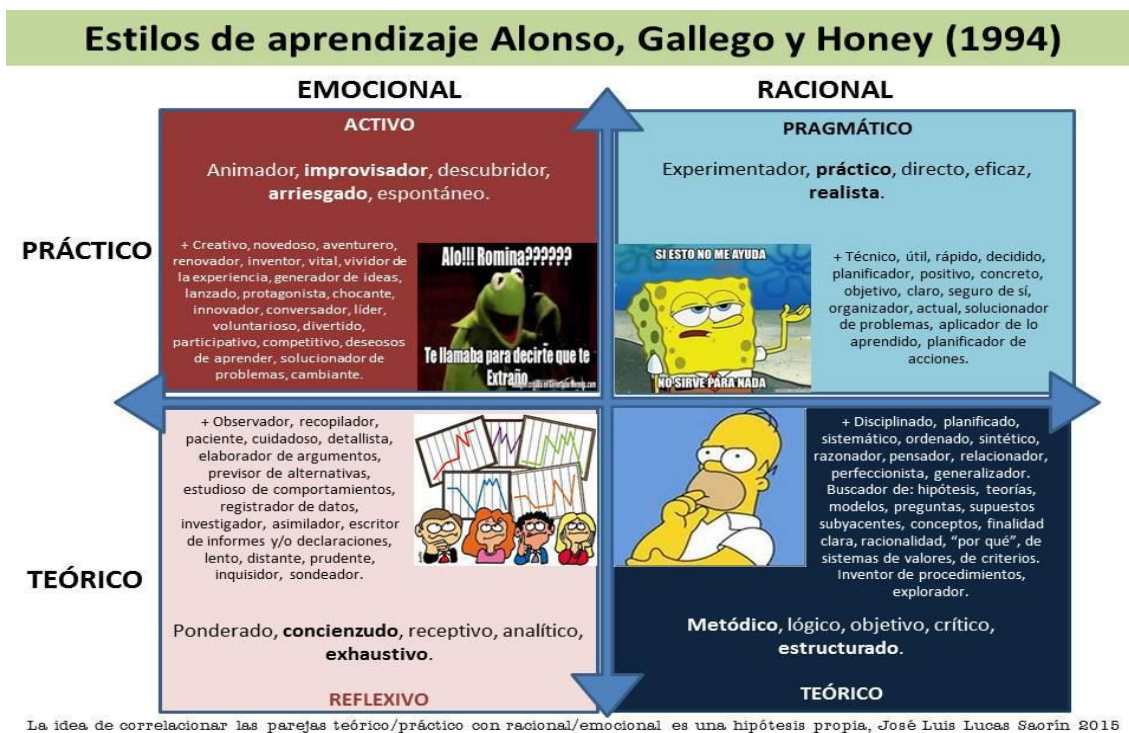 Estilos de aprendizaje Alonso, Gallego y Honey (1994)
EMOCIONAL
RACIONAL
PRÁCTICO
ACTIVO
Animador, improvisador, descubridor,
arriesgado, espontáneo.
+ Creativo, novedoso, aventurero,
renovador, inventor, vital, vividor de
la experiencia, generador de ideas,
lanzado, protagonista, chocante,
innovador, conversador, líder,
voluntarioso, divertido,
participativo, competitivo, deseosos
de aprender, solucionador de
problemas, cambiante.
Alo!!! Romina??????
Te llamaba para decirte que te
Extraño
PRAGMÁTICO
Experimentador, práctico, directo, eficaz,
realista.
SI ESTO NO ME AYUDA
NO SIRVE PARA NADA
+ Técnico, útil, rápido, decidido,
planificador, positivo, concreto,
objetivo, claro, seguro de sí,
organizador, actual, solucionador
de problemas, aplicador de lo
aprendido, planificador de
acciones.
TEÓRICO
+ Observador, recopilador,
paciente, cuidadoso, detallista,
elaborador de argumentos,
previsor de alternativas,
estudioso de comportamientos,
registrador de datos,
investigador, asimilador, escritor
de informes y/o declaraciones,
lento, distante, prudente,
inquisidor, sondeador.
Ponderado, concienzudo, receptivo, analítico,
exhaustivo.
REFLEXIVO
+ Disciplinado, planificado,
sistemático, ordenado, sintético,
razonador, pensador, relacionador,
perfeccionista, generalizador.
Buscador de: hipótesis, teorías,
modelos, preguntas, supuestos
subyacentes, conceptos, finalidad
clara, racionalidad, “por qué”, de
sistemas de valores, de criterios.
Inventor de procedimientos,
explorador.
Metódico, lógico, objetivo, crítico,
estructurado.
TEÓRICO
La idea de correlacionar las parejas teórico/práctico con racional/emocional es una hipótesis propia, José Luis Lucas Saorín 2015